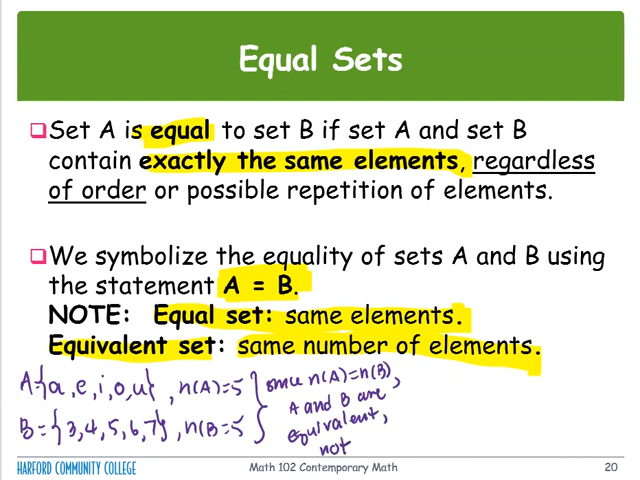 Equal Sets
Set A is equal to set B if set A and set B
contain exactly the same elements, regardless
of order or possible repetition of elements.
We symbolize the equality of sets A and B using
the statement A = B.
NOTE: Equal set: same elements.
Equivalent set: same number of elements.
A{a, e, i, o, u}, n(A)=5 } since n(A)=n(B),
A and B are
B = {3,4,5,6,7}, n(B=5
equivalent,
not
HARFORD COMMUNITY COLLEGE
Math 102 Contemporary Math
20